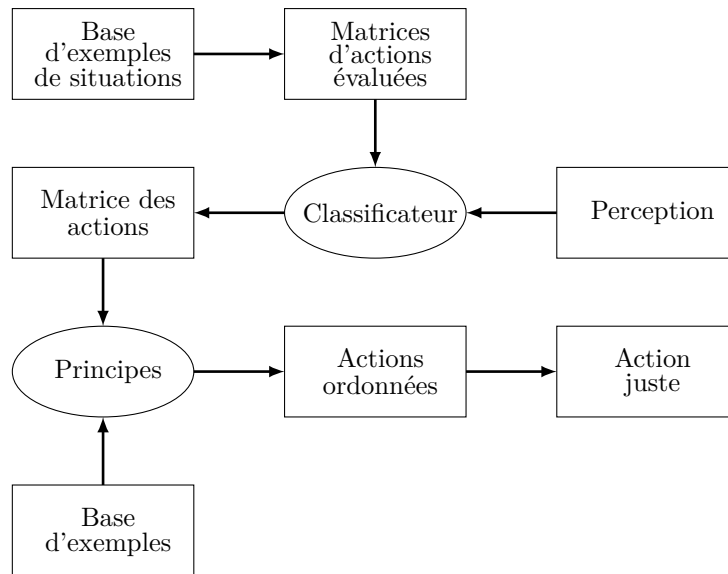 Base
d'exemples
de situations
Matrices
d'actions
évaluées
Matrice des
actions
Classificateur
Perception
Principes
Actions
ordonnées
Action
juste
Base
d'exemples